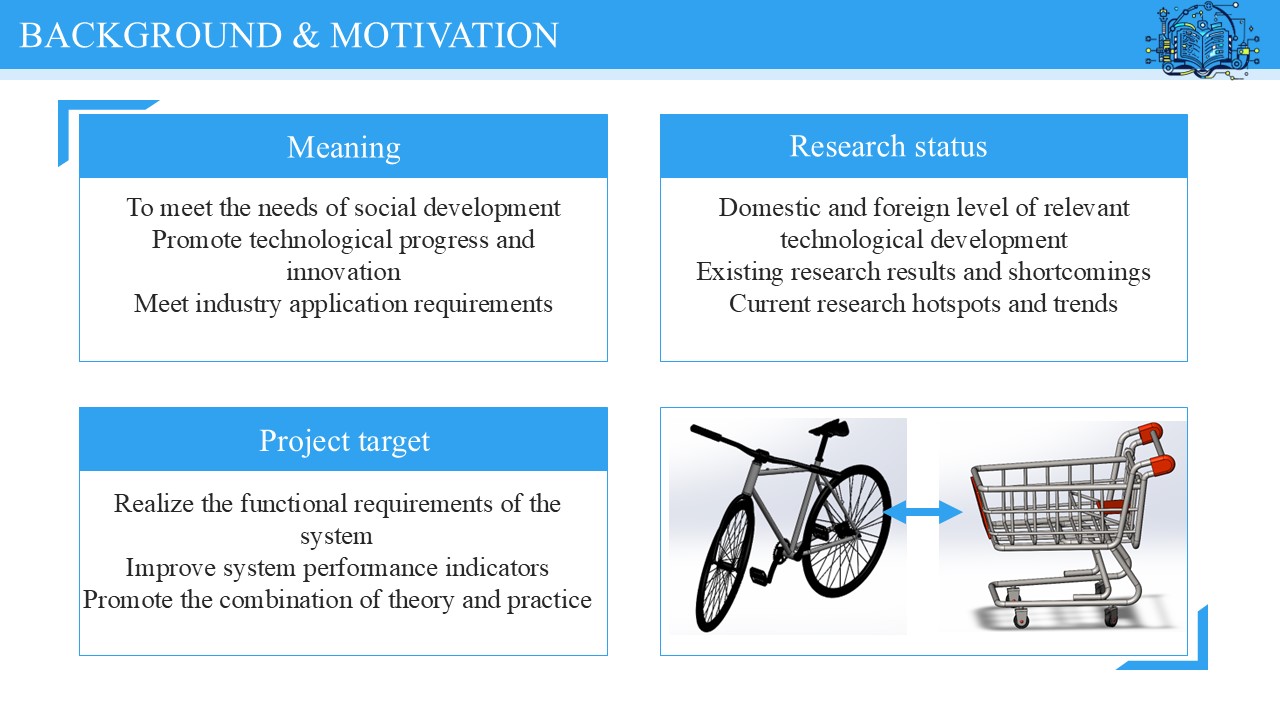 BACKGROUND & MOTIVATION
Meaning
To meet the needs of social development
Promote technological progress and
innovation
Meet industry application requirements
Research status
Domestic and foreign level of relevant
technological development
Existing research results and shortcomings
Current research hotspots and trends
Project target
Realize the functional requirements of the
system
Improve system performance indicators
Promote the combination of theory and practice